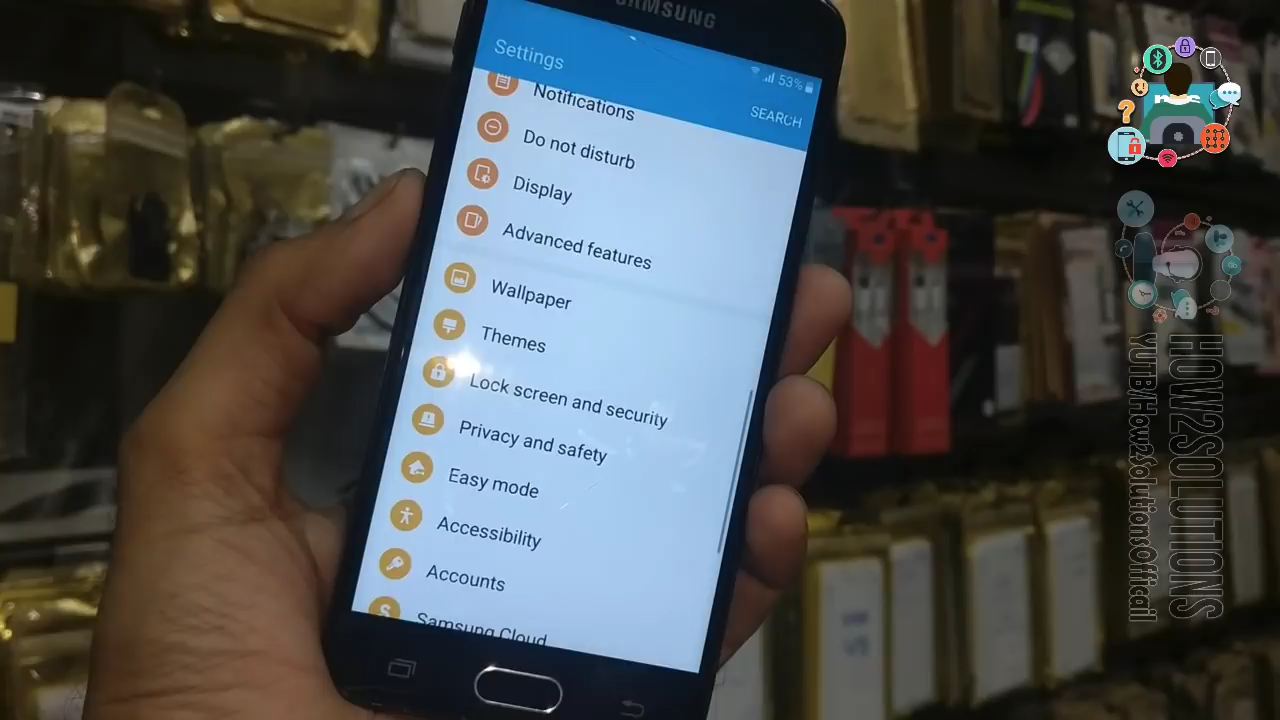 SAMSUNG
53%
Settings
SEARCH
Notifications
Do not disturb
Display
Advanced features
Wallpaper
Themes
Lock screen and security
Privacy and safety
Easy mode
Accessibility
Accounts
Samsung Cloud
HOW2SOLUTIONS
YUTB/How2SolutionsOfficail